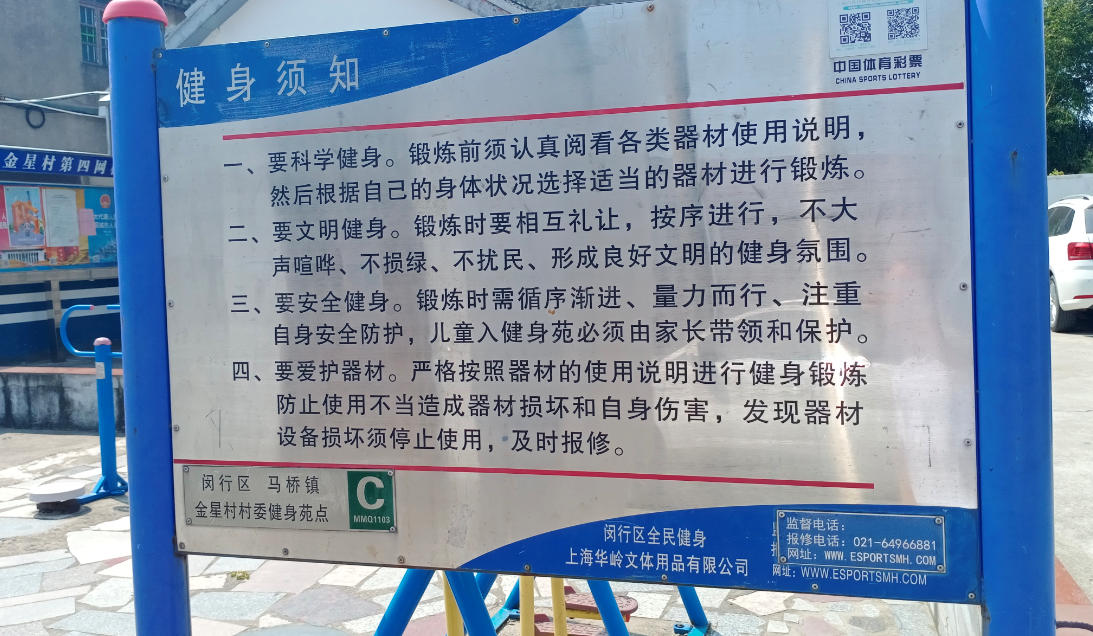 中国体育彩票
CHINA SPORTS LOTTERY
健身须知
一、要科学健身。锻炼前须认真阅看各类器材使用说明，
然后根据自己的身体状况选择适当的器材进行锻炼。
二、要文明健身。锻炼时要相互礼让，按序进行，不大
声喧哗、不损绿、不扰民、形成良好文明的健身氛围。
三、要安全健身。锻炼时需循序渐进、量力而行、注重
自身安全防护，儿童入健身苑必须由家长带领和保护。
四、要爱护器材。严格按照器材的使用说明进行健身锻炼
防止使用不当造成器材损坏和自身伤害，发现器材
设备损坏须停止使用，及时报修。
闵行区 马桥镇
金星村村委健身苑点
C
MMQ1103
闵行区全民健身
上海华岭文体用品有限公司
监督电话：
报修电话：021-64966881
网址：WWW.ESPORTSMH.COM
网址：WWW.ESPORTSMH.COM
金星村第四网